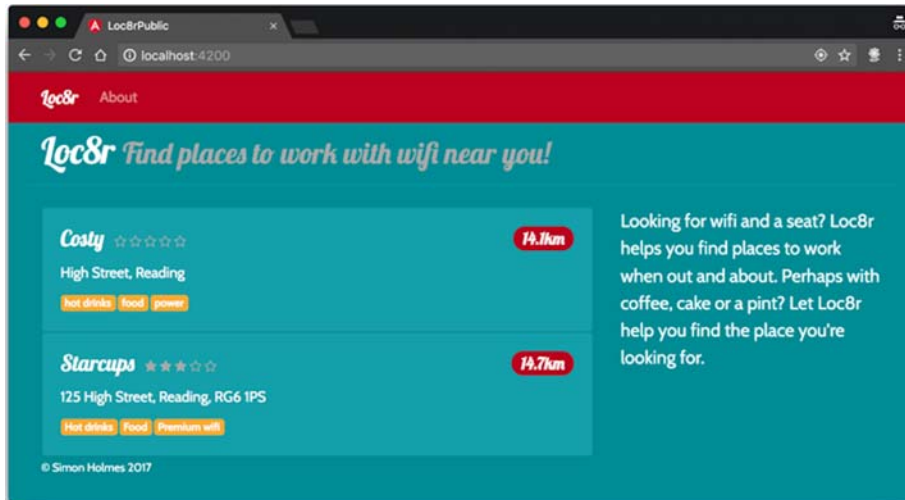 Loc8rPublic
localhost:4200
Loc8r About
Loc8r Find places to work with wifi near you!
Costy
14.1km
High Street, Reading
hot drinks food power
Starcups
14.7km
125 High Street, Reading, RG6 1PS
Hot drinks Food Premium wifi
Looking for wifi and a seat? Loc8r
helps you find places to work
when out and about. Perhaps with
coffee, cake or a pint? Let Loc8r
help you find the place you're
looking for.
© Simon Holmes 2017